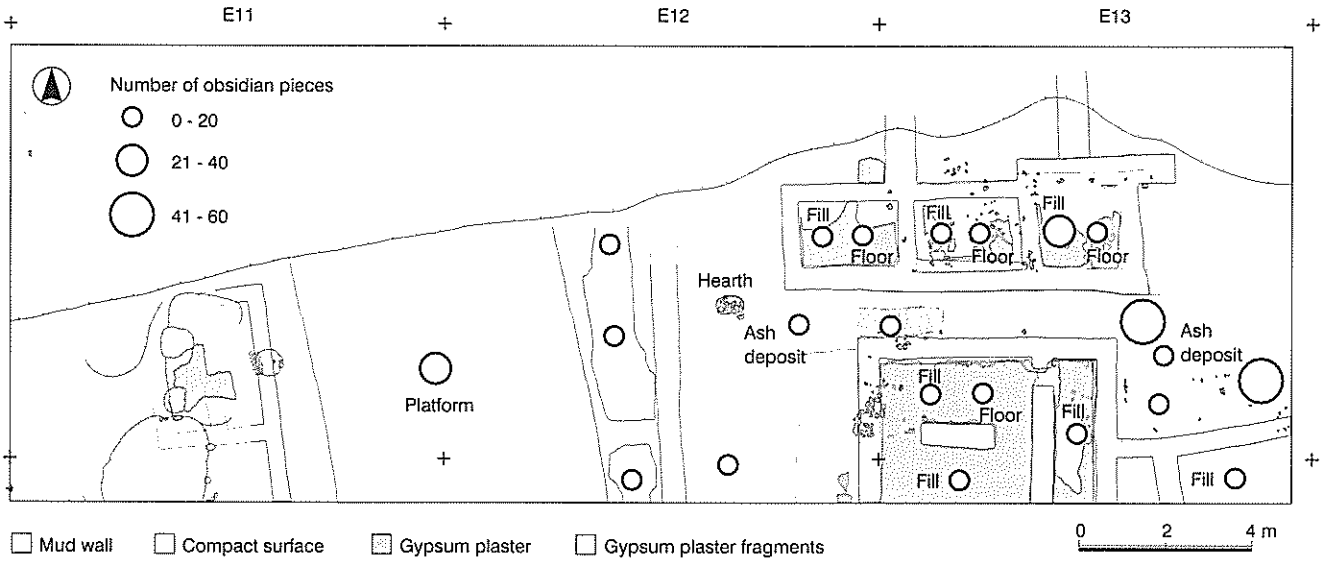 E11 E12 E13
Number of obsidian pieces
0 - 20
21 - 40
41 - 60
Fill Fill Fill
Floor Floor Floor
Hearth
Ash
deposit
Ash
deposit
Platform
Fill
Floor
Fill
Fill
Fill
Mud wall Compact surface Gypsum plaster Gypsum plaster fragments
0 2 4 m